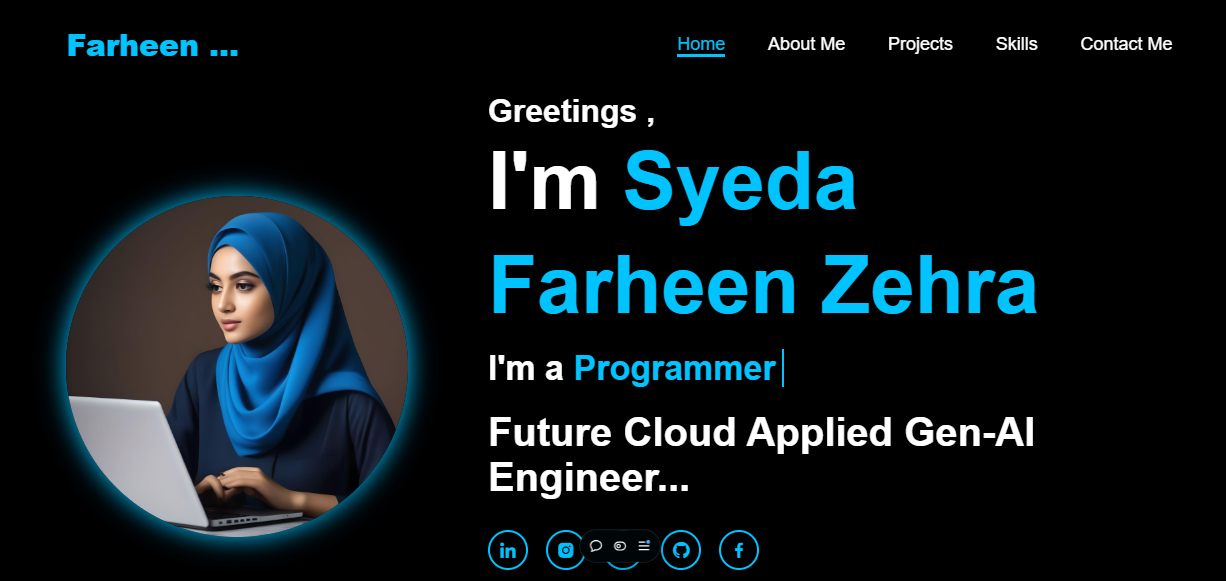 Farheen ...
Home
About Me
Projects
Skills
Contact Me
Greetings ,
I'm Syeda
Farheen Zehra
I'm a Programmer
Future Cloud Applied Gen-AI
Engineer...
in
f